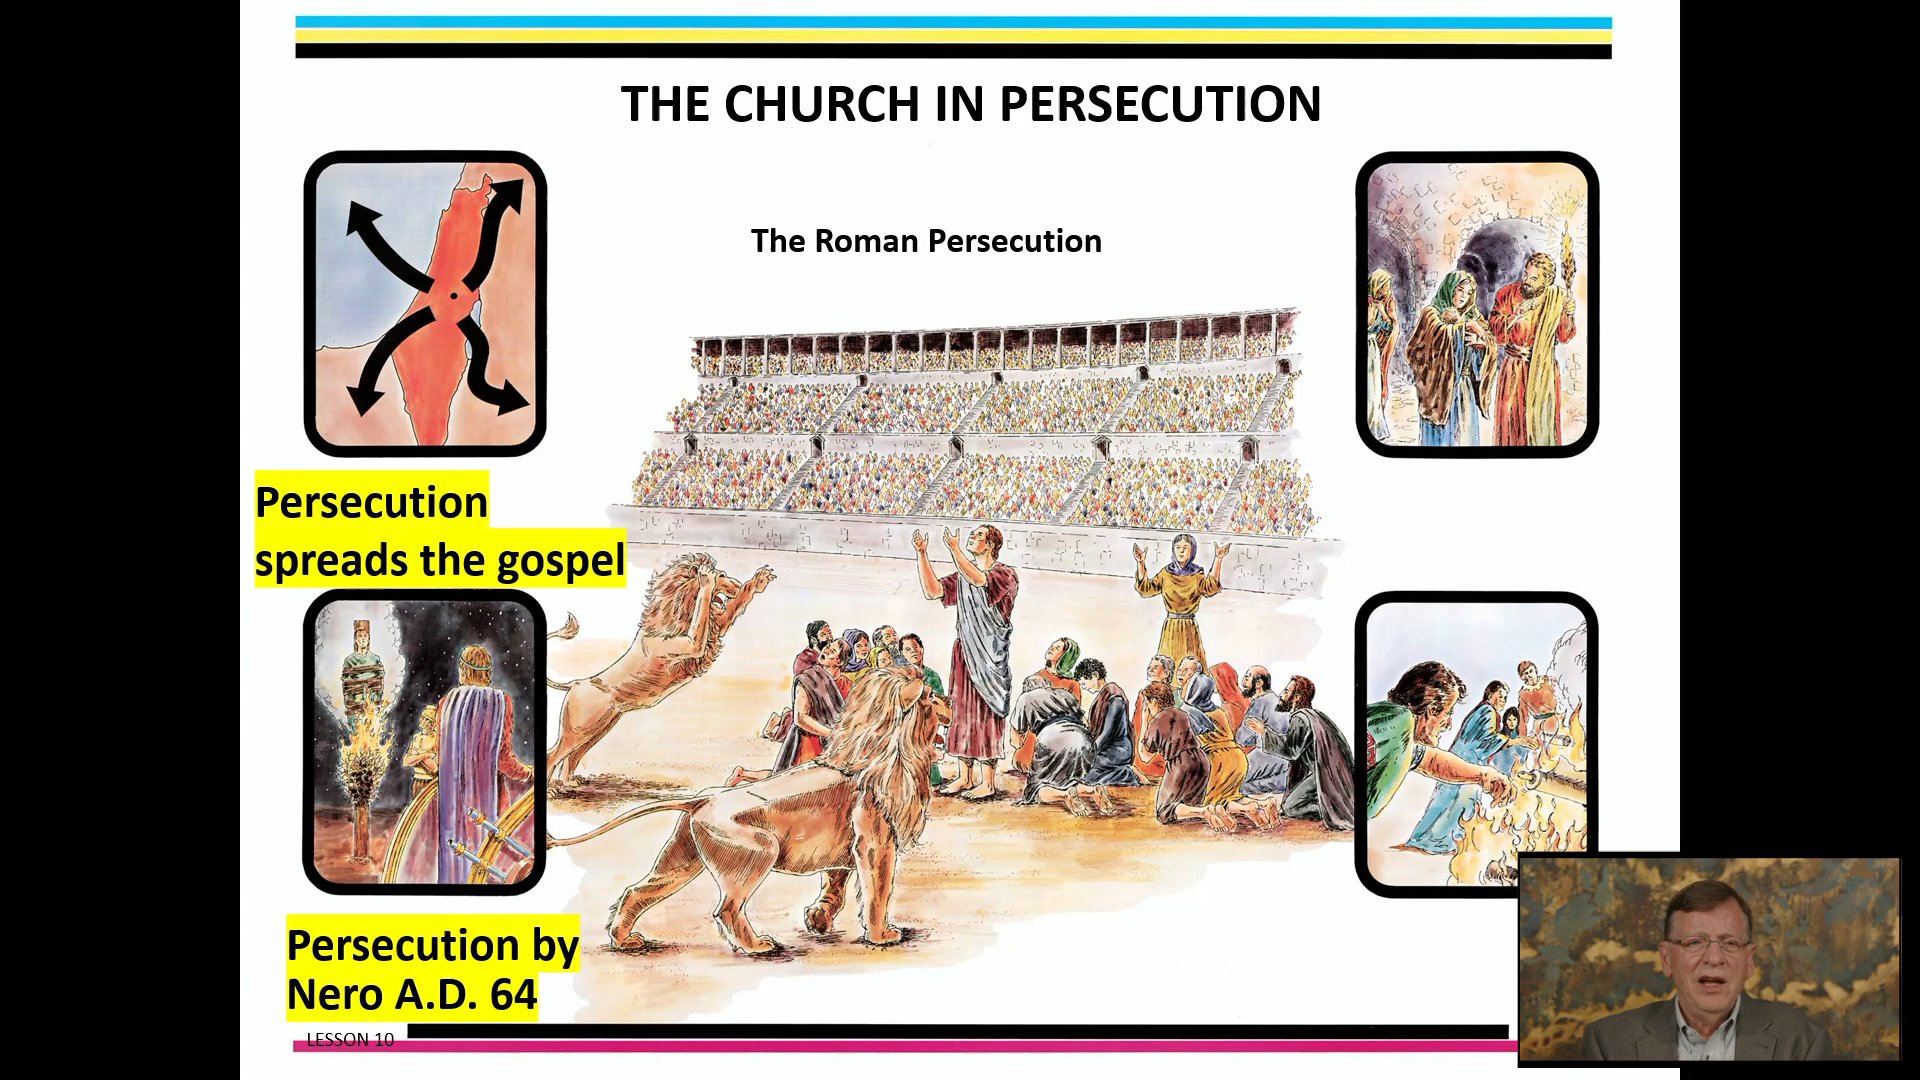 THE CHURCH IN PERSECUTION
The Roman Persecution
Persecution
spreads the gospel
Persecution by
Nero A.D. 64
LESSON 10